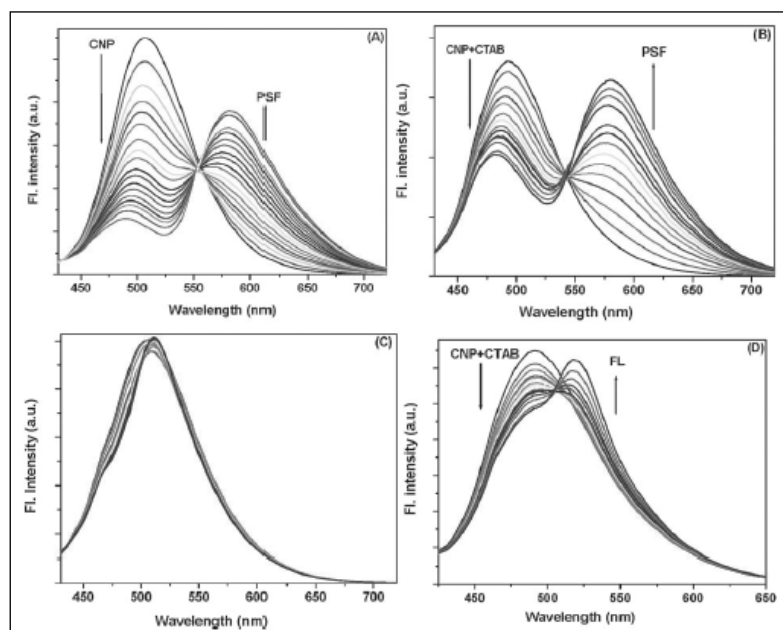 (A)
CNP
PSF
Fl. intensity (a.u.)
450 500 550 600 650 700
Wavelength (nm)
(B)
CNP+CTAB
PSF
Fl. intensity (a.u.)
450 500 550 600 650 700
Wavelength (nm)
(C)
Fl. Intensity (a.u.)
450 500 550 600 650 700
Wavelength (nm)
(D)
CNP+CTAB
FL
Fl. Intensity (a.u.)
450 500 550 600 650
Wavelength (nm)